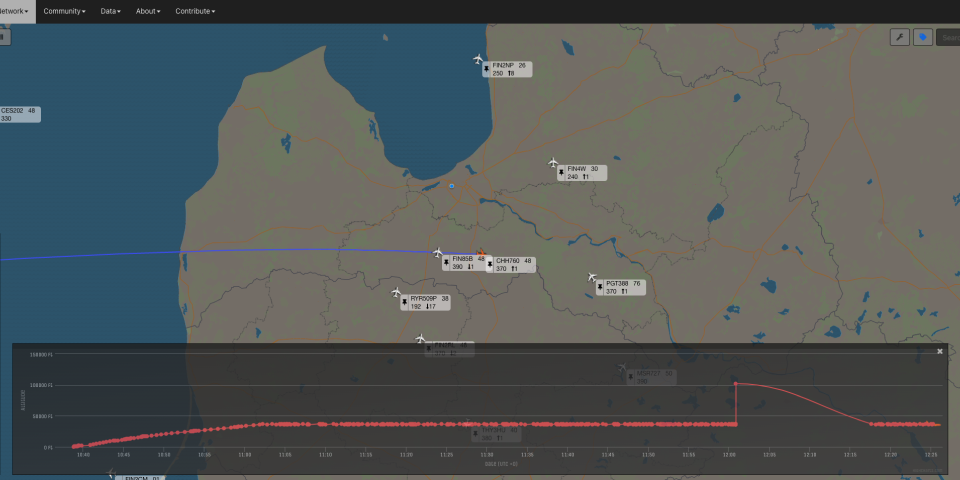 Network▾
Community▾
Data▾
About▾
Contribute▾
FIN2NP 26
250 ⭡8
CES202 48
330
FIN4W 30
240 ⭡1
FIN85B 48
390 ⭣1
CHH760 48
370 ⭡1
PGT388 76
370 ⭡1
RYR509P 38
192 ⭣17
150000 FT
100000 FT
50000 FT
0 FT
ALTITUDE
10:40 10:45 10:50 10:55 11:00 11:05 11:10 11:15 11:20 11:25 11:30 11:35 11:40 11:45 11:50 11:55 12:00 12:05 12:10 12:15 12:20 12:25
FIN2CM 01